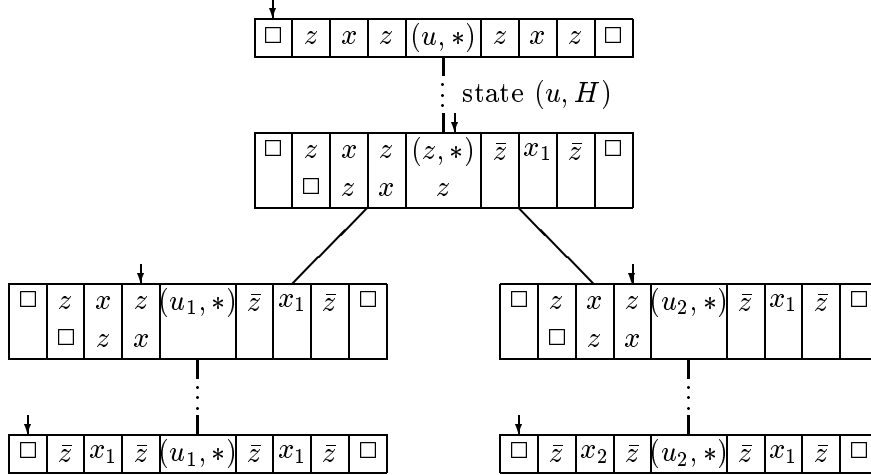 □ z x z (u, *) z x z □
state (u, H)
□ z x z (z, *) z̄ x₁ z̄ □
□ z x z
□ z x z (u₁, *) z̄ x₁ z̄ □
□ z x
□ z x z (u₂, *) z̄ x₁ z̄ □
□ z x
□ z̄ x₁ z̄ (u₁, *) z̄ x₁ z̄ □
□ z̄ x₂ z̄ (u₂, *) z̄ x₁ z̄ □